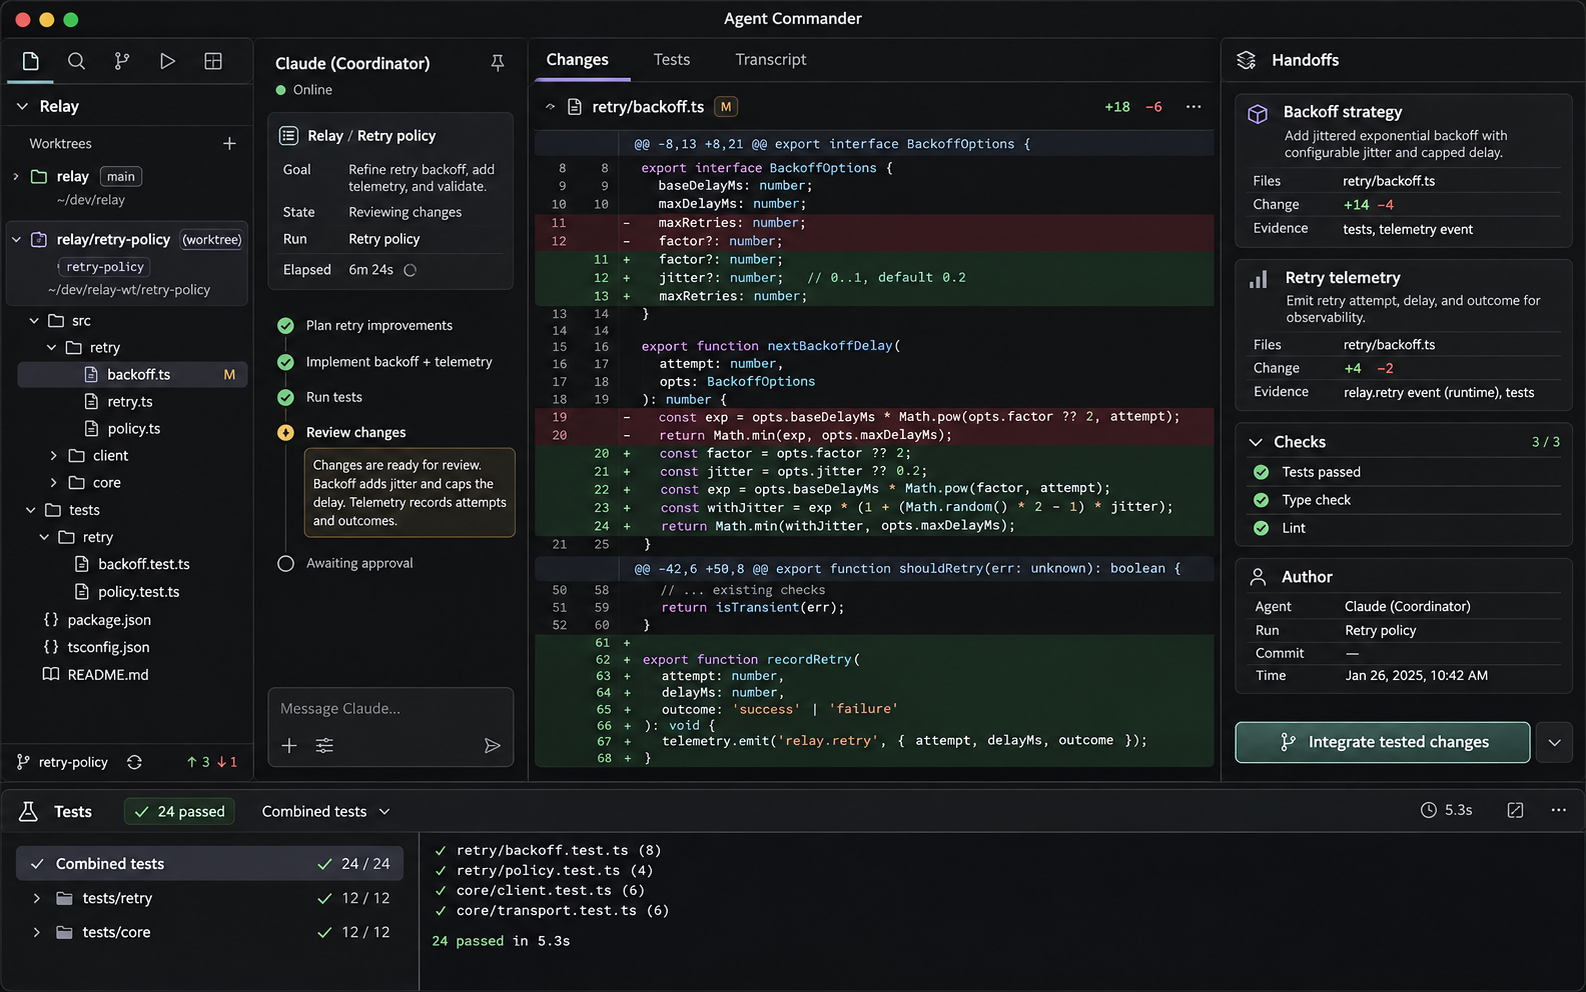 Agent Commander
Relay
Worktrees
relay main
~/dev/relay
relay/retry-policy (worktree)
retry-policy
~/dev/relay-wt/retry-policy
src
retry
backoff.ts M
retry.ts
policy.ts
client
core
tests
retry
backoff.test.ts
policy.test.ts
{} package.json
{} tsconfig.json
README.md
retry-policy ↑3 ↓1
Claude (Coordinator)
Online
Relay / Retry policy
Goal Refine retry backoff, add
telemetry, and validate.
State Reviewing changes
Run Retry policy
Elapsed 6m 24s
Plan retry improvements
Implement backoff + telemetry
Run tests
Review changes
Changes are ready for review.
Backoff adds jitter and caps the
delay. Telemetry records attempts
and outcomes.
Awaiting approval
Message Claude...
Changes Tests Transcript
retry/backoff.ts M +18 −6 ...
@@ -8,13 +8,21 @@ export interface BackoffOptions {
8 8 export interface BackoffOptions {
9 9 baseDelayMs: number;
10 10 maxDelayMs: number;
11 - maxRetries: number;
12 - factor?: number;
11 + factor?: number;
12 + jitter?: number; // 0..1, default 0.2
13 + maxRetries: number;
13 14 }
14 14
15 16 export function nextBackoffDelay(
16 17 attempt: number,
17 18 opts: BackoffOptions
18 19 ): number {
19 - const exp = opts.baseDelayMs * Math.pow(opts.factor ?? 2, attempt);
20 - return Math.min(exp, opts.maxDelayMs);
20 + const factor = opts.factor ?? 2;
21 + const jitter = opts.jitter ?? 0.2;
22 + const exp = opts.baseDelayMs * Math.pow(factor, attempt);
23 + const withJitter = exp * (1 + (Math.random() * 2 - 1) * jitter);
24 + return Math.min(withJitter, opts.maxDelayMs);
21 25 }
@@ -42,6 +50,8 @@ export function shouldRetry(err: unknown): boolean {
50 58 // ... existing checks
51 59 return isTransient(err);
52 60 }
61 +
62 + export function recordRetry(
63 + attempt: number,
64 + delayMs: number,
65 + outcome: 'success' | 'failure'
66 + ): void {
67 + telemetry.emit('relay.retry', { attempt, delayMs, outcome });
68 + }
Handoffs
Backoff strategy
Add jittered exponential backoff with
configurable jitter and capped delay.
Files retry/backoff.ts
Change +14 −4
Evidence tests, telemetry event
Retry telemetry
Emit retry attempt, delay, and outcome for
observability.
Files retry/backoff.ts
Change +4 −2
Evidence relay.retry event (runtime), tests
Checks 3 / 3
Tests passed
Type check
Lint
Author
Agent Claude (Coordinator)
Run Retry policy
Commit —
Time Jan 26, 2025, 10:42 AM
Integrate tested changes
Tests ✓ 24 passed Combined tests 5.3s ...
✓ Combined tests ✓ 24 / 24
tests/retry ✓ 12 / 12
tests/core ✓ 12 / 12
✓ retry/backoff.test.ts (8)
✓ retry/policy.test.ts (4)
✓ core/client.test.ts (6)
✓ core/transport.test.ts (6)
24 passed in 5.3s